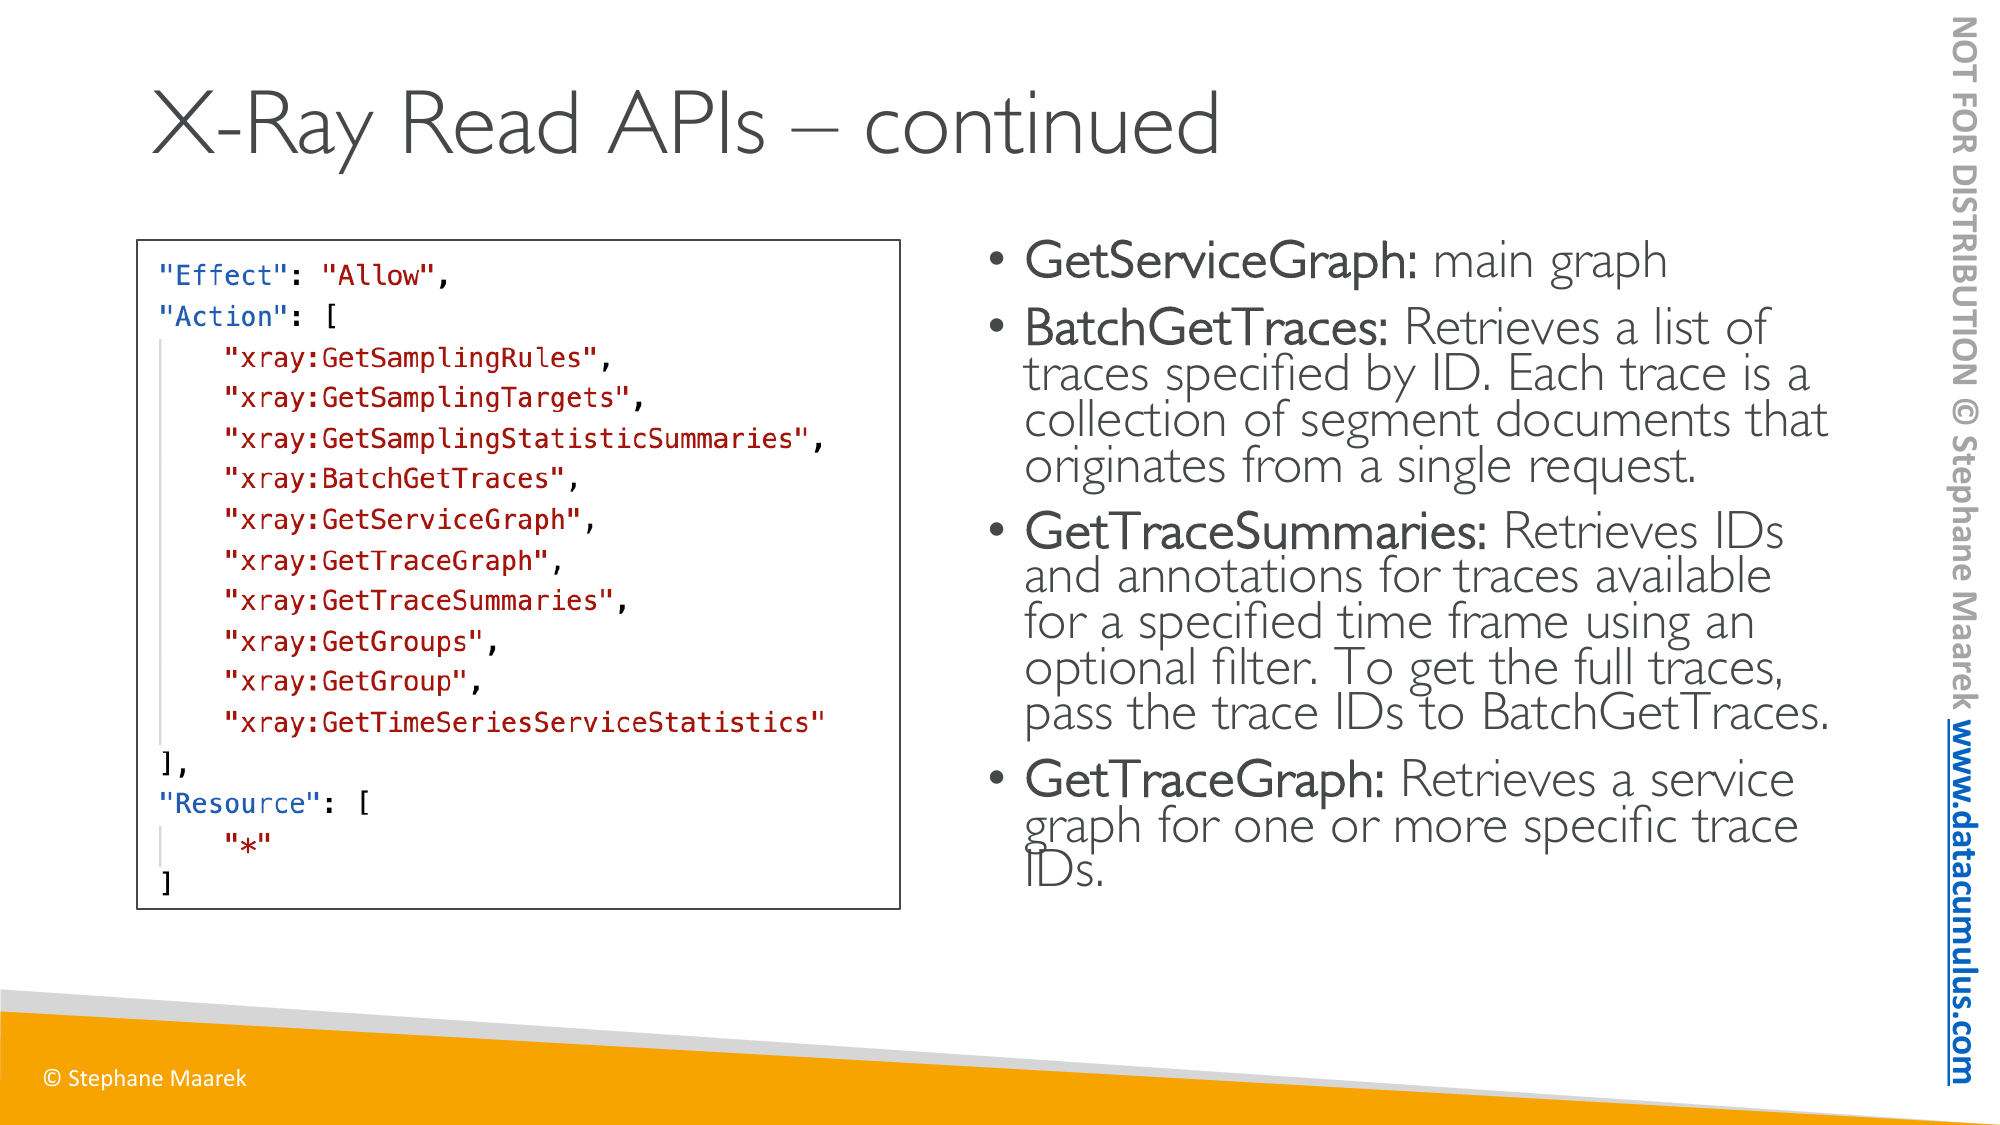 X-Ray Read APIs – continued
"Effect": "Allow",
"Action": [
"xray:GetSamplingRules",
"xray:GetSamplingTargets",
"xray:GetSamplingStatisticSummaries",
"xray:BatchGetTraces",
"xray:GetServiceGraph",
"xray:GetTraceGraph",
"xray:GetTraceSummaries",
"xray:GetGroups",
"xray:GetGroup",
"xray:GetTimeSeriesServiceStatistics"
],
"Resource": [
"*"
]
• GetServiceGraph: main graph
• BatchGetTraces: Retrieves a list of
traces specified by ID. Each trace is a
collection of segment documents that
originates from a single request.
• GetTraceSummaries: Retrieves IDs
and annotations for traces available
for a specified time frame using an
optional filter. To get the full traces,
pass the trace IDs to BatchGetTraces.
• GetTraceGraph: Retrieves a service
graph for one or more specific trace
IDs.
NOT FOR DISTRIBUTION © Stephane Maarek www.datacumulus.com
© Stephane Maarek